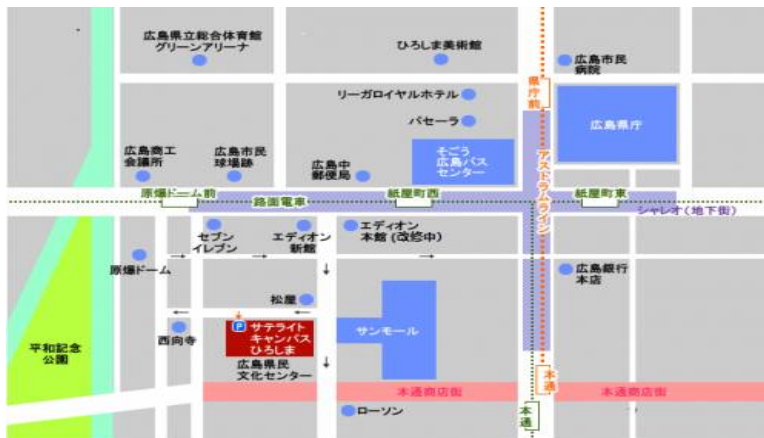 広島県立総合体育館
グリーンアリーナ
ひろしま美術館
広島市民
病院
県庁前
リーガロイヤルホテル
パセーラ
広島県庁
広島商工
会議所
広島市民
球場跡
広島中
郵便局
そごう
広島バス
センター
アストラムライン
原爆ドーム前
路面電車
紙屋町西
紙屋町東
シャレオ(地下街)
セブン
イレブン
エディオン
新館
エディオン
本館(改修中)
原爆ドーム
広島銀行
本店
松屋
西向寺
P
サテライト
キャンパス
ひろしま
サンモール
平和記念
公園
広島県民
文化センター
本通
本通商店街
本通商店街
本通
ローソン